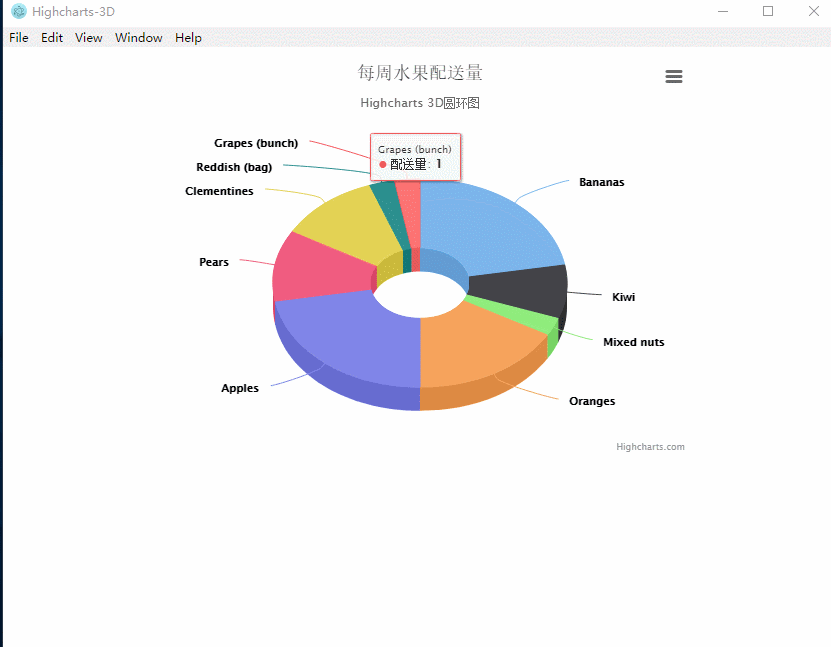 Highcharts-3D
File Edit View Window Help
每周水果配送量
Highcharts 3D圆环图
Grapes (bunch)
Grapes (bunch)
● 配送量: 1
Reddish (bag)
Clementines
Bananas
Pears
Kiwi
Mixed nuts
Apples
Oranges
Highcharts.com